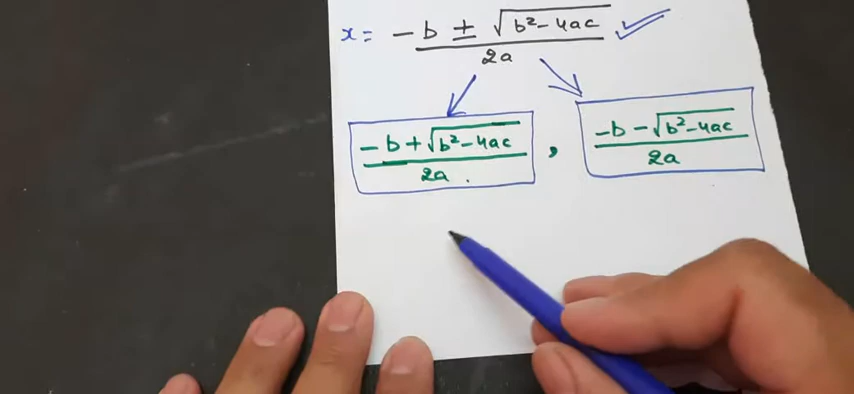 x = -b ± √b²-4ac / 2a
-b+√b²-4ac / 2a , -b-√b²-4ac / 2a